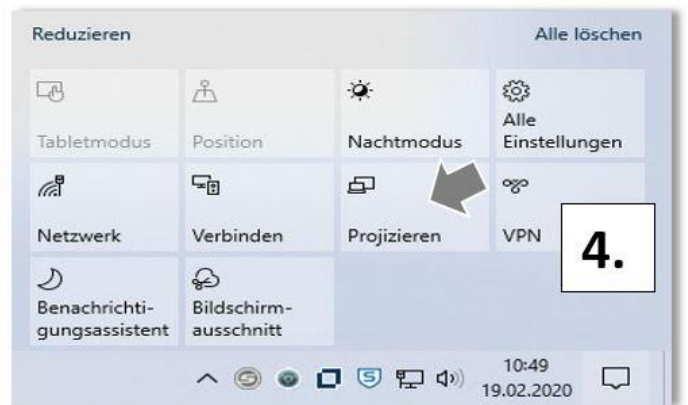 Reduzieren Alle löschen
Tabletmodus Position Nachtmodus Alle
Einstellungen
Netzwerk Verbinden Projizieren VPN
4.
Benachrichti-
gungsassistent
Bildschirm-
ausschnitt
10:49
19.02.2020